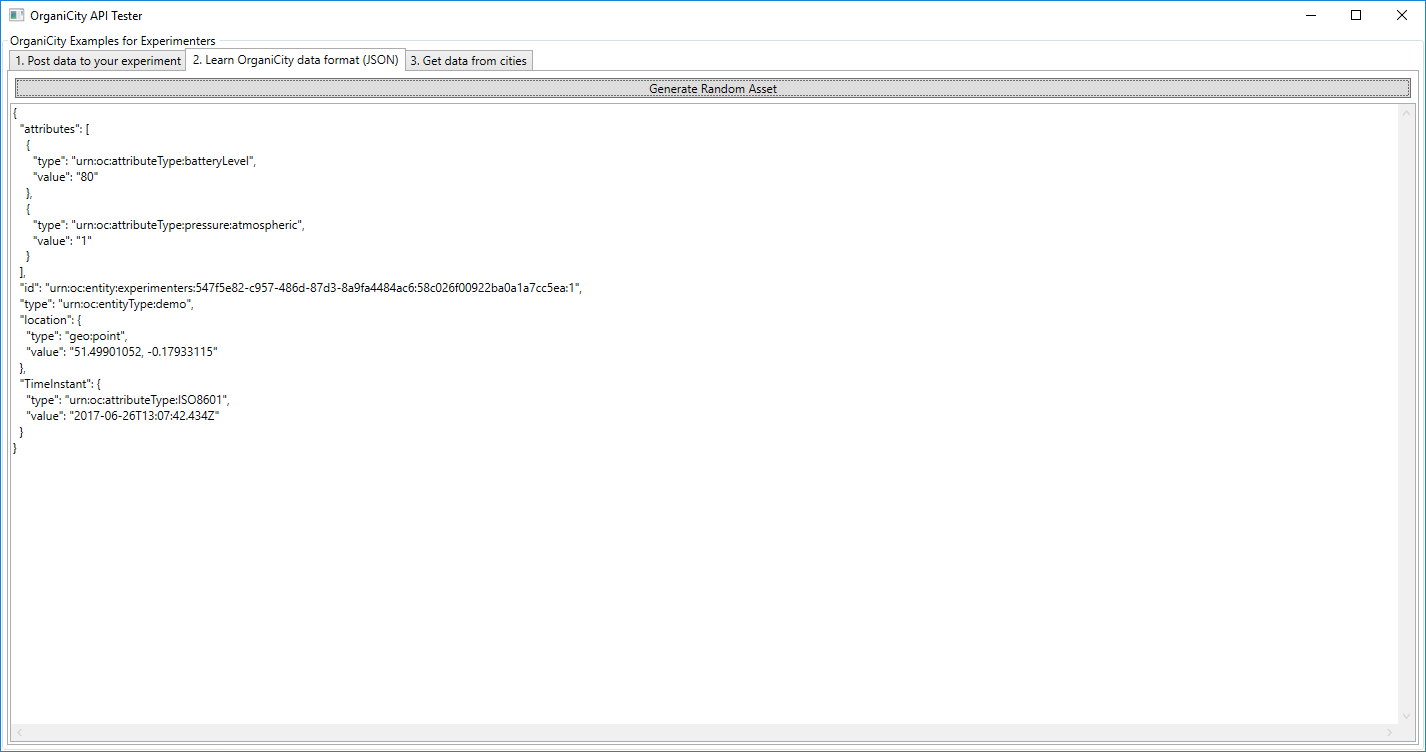 OrganiCity API Tester
OrganiCity Examples for Experimenters
1. Post data to your experiment
2. Learn OrganiCity data format (JSON)
3. Get data from cities
Generate Random Asset
{
"attributes": [
{
"type": "urn:oc:attributeType:batteryLevel",
"value": "80"
},
{
"type": "urn:oc:attributeType:pressure:atmospheric",
"value": "1"
}
],
"id": "urn:oc:entity:experimenters:547f5e82-c957-486d-87d3-8a9fa4484ac6:58c026f00922ba0a1a7cc5ea:1",
"type": "urn:oc:entityType:demo",
"location": {
"type": "geo:point",
"value": "51.49901052, -0.17933115"
},
"TimeInstant": {
"type": "urn:oc:attributeType:ISO8601",
"value": "2017-06-26T13:07:42.434Z"
}
}